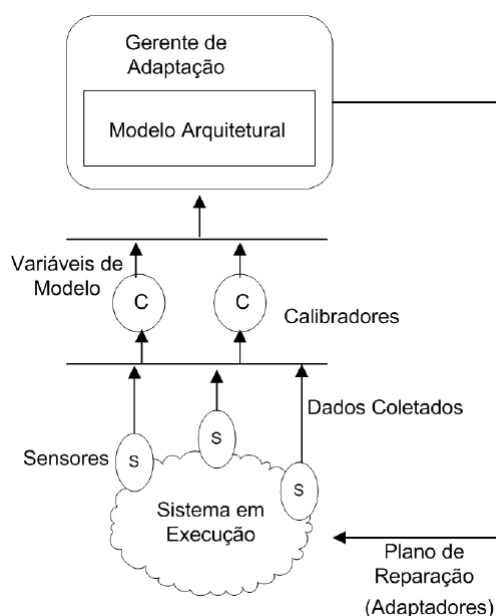 Gerente de
Adaptação
Modelo Arquitetural
Variáveis de
Modelo
C
C
Calibradores
Dados Coletados
Sensores
S
S
S
Sistema em
Execução
Plano de
Reparação
(Adaptadores)